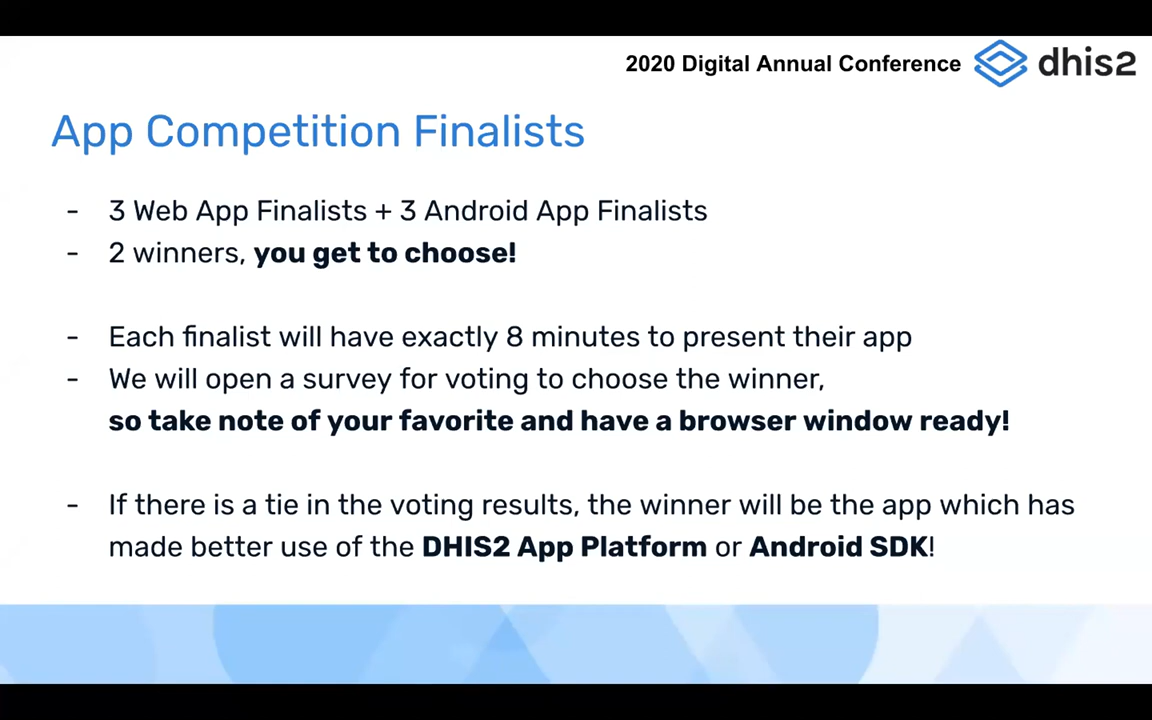 2020 Digital Annual Conference dhis2
App Competition Finalists
- 3 Web App Finalists + 3 Android App Finalists
- 2 winners, you get to choose!
- Each finalist will have exactly 8 minutes to present their app
- We will open a survey for voting to choose the winner,
so take note of your favorite and have a browser window ready!
- If there is a tie in the voting results, the winner will be the app which has
made better use of the DHIS2 App Platform or Android SDK!